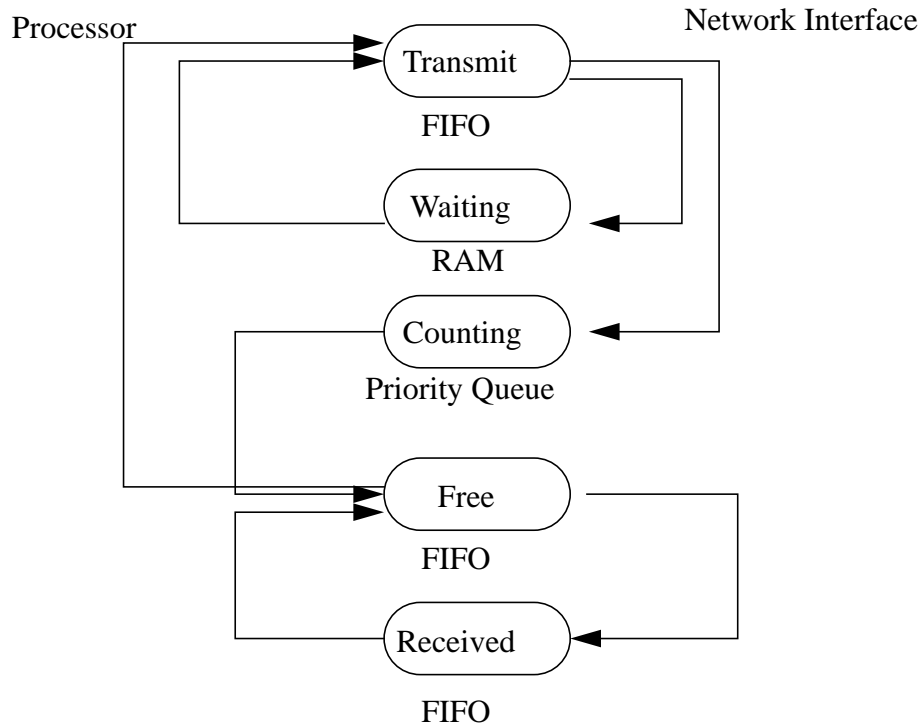 Processor
Network Interface
Transmit
FIFO
Waiting
RAM
Counting
Priority Queue
Free
FIFO
Received
FIFO